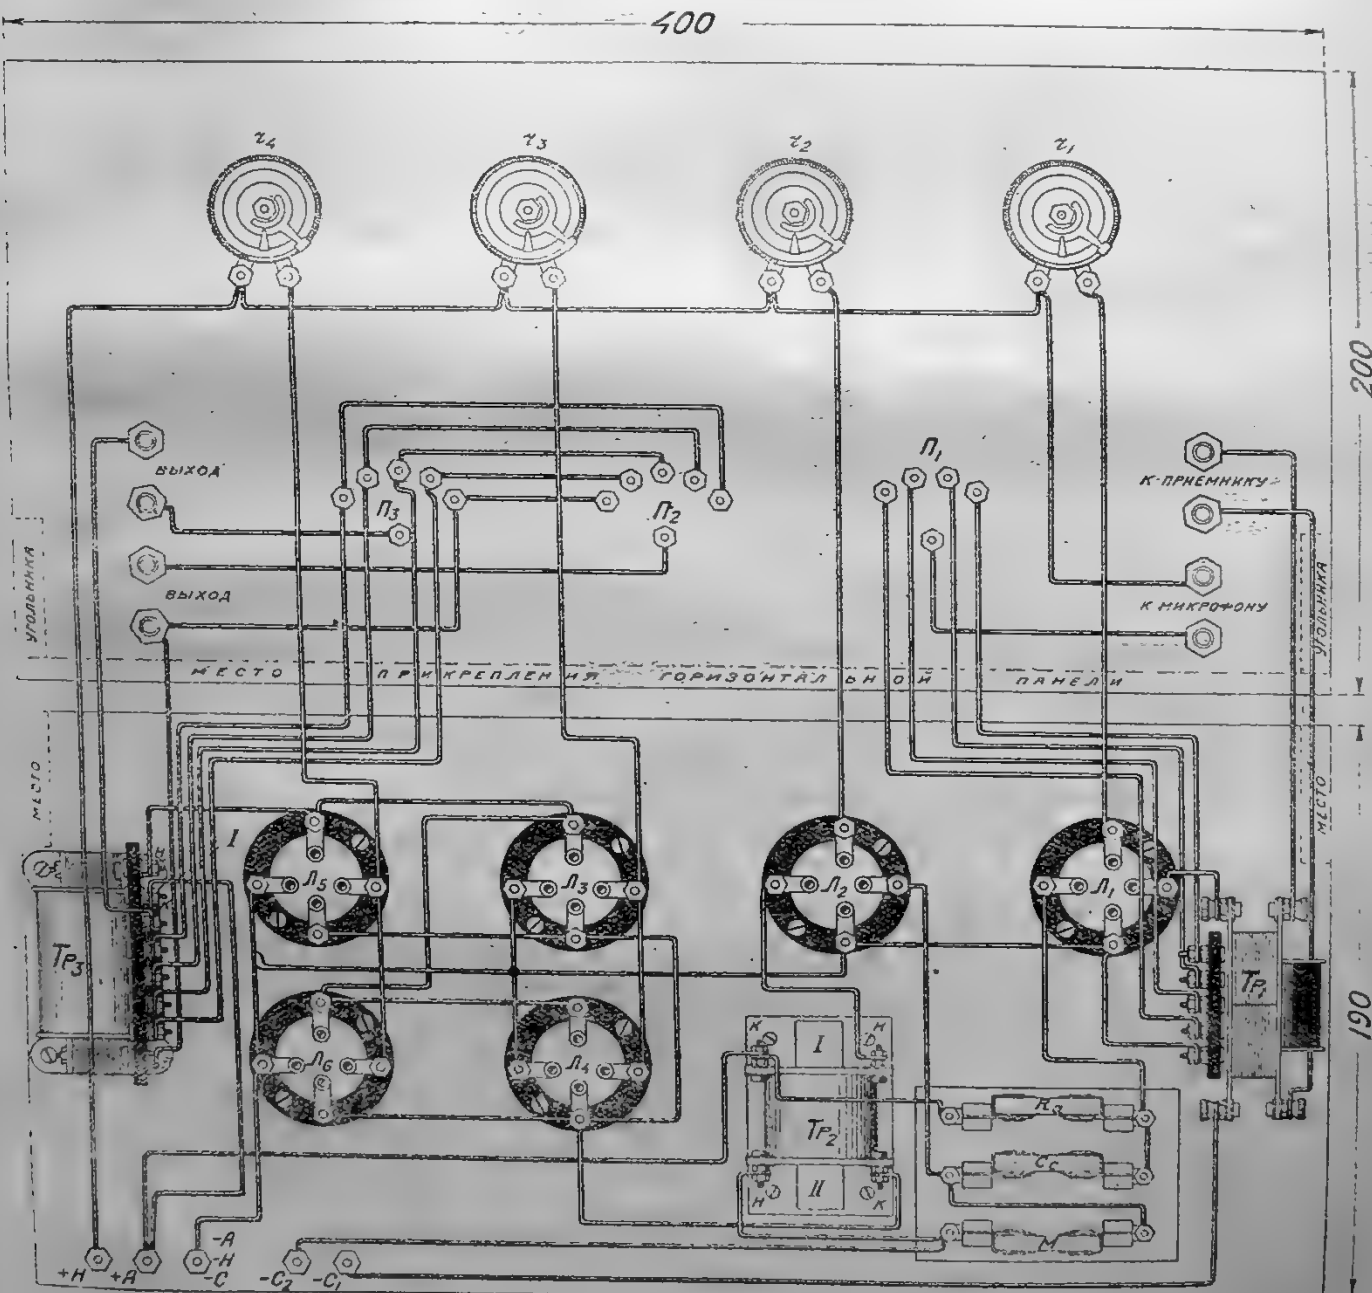 400
r₄ r₃ r₂ r₁
200
ВЫХОД
П₃ П₂ П₁
К ПРИЕМНИКУ
ВЫХОД
К МИКРОФОНУ
УГОЛЬНИКА
УГОЛЬНИКА
МЕСТО ПРИКРЕПЛЕНИЯ ГОРИЗОНТАЛЬНОЙ ПАНЕЛИ
МЕСТО
МЕСТО
I
Л₅ Л₃ Л₂ Л₁
Тр₃
Тр₁
Л₆ Л₄
К I Н
Тр₂
Н II К
Cc
M
190
+Н +А
-А
-Н
-С
-С₂ -С₁